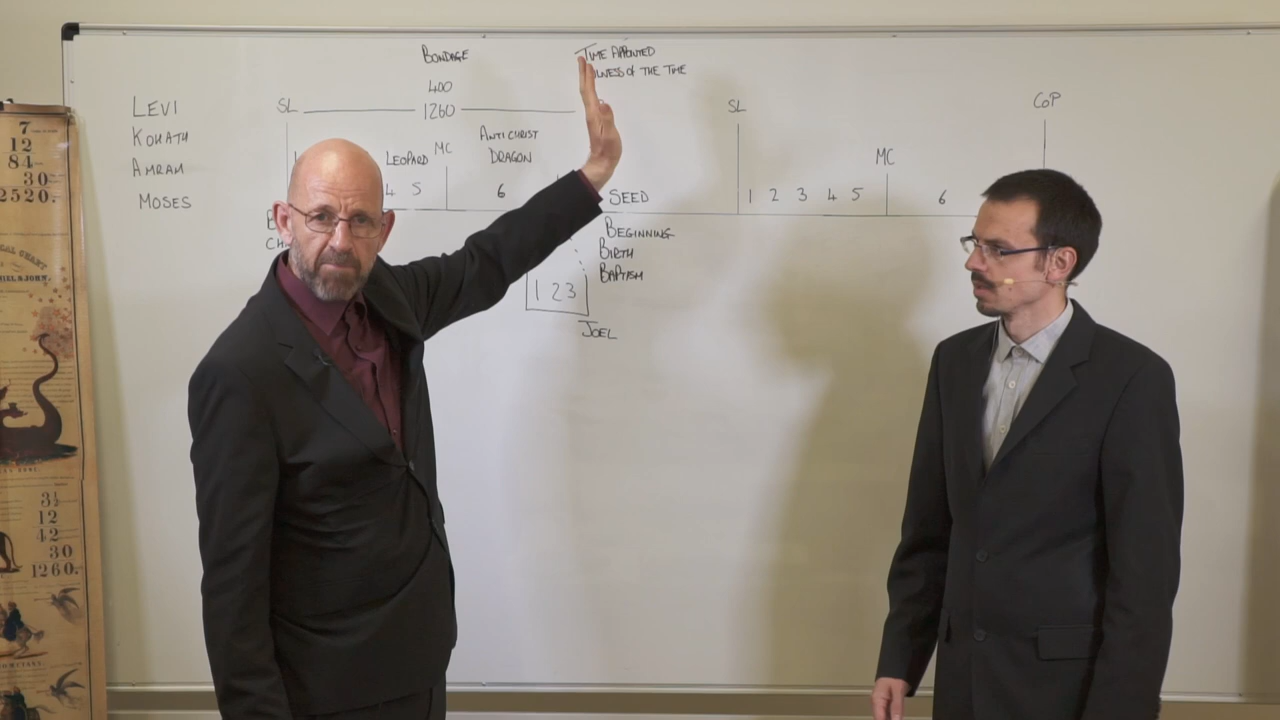 BONDAGE
400
SL 1260
TIME APPOINTED
OF THE TIME
LEVI
KOHATH
AMRAM
MOSES
LEOPARD
MC
ANTI CHRIST
DRAGON
4 5 6
SEED
BEGINNING
BIRTH
BAPTISM
1 2 3
JOEL
SL
MC
COP
1 2 3 4 5 6
7
12
84
30
2520.
3½
12
42
30
1260.